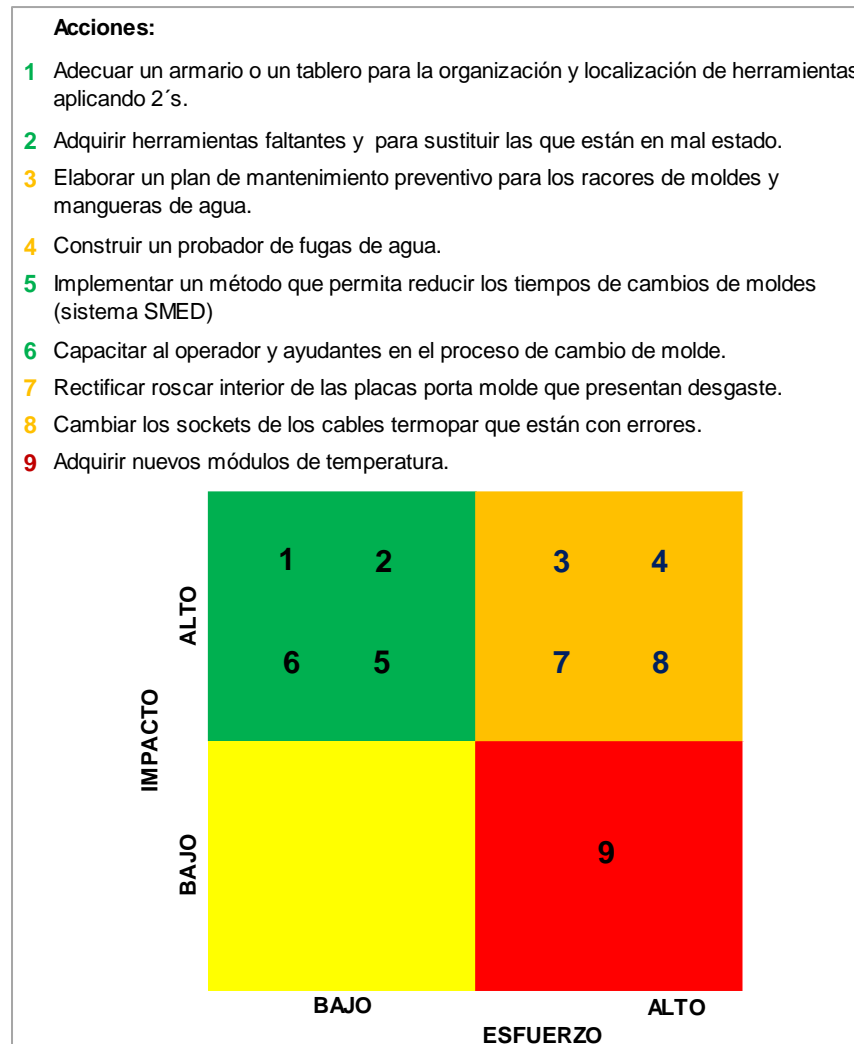 Acciones:
1 Adecuar un armario o un tablero para la organización y localización de herramientas
aplicando 2´s.
2 Adquirir herramientas faltantes y para sustituir las que están en mal estado.
3 Elaborar un plan de mantenimiento preventivo para los racores de moldes y
mangueras de agua.
4 Construir un probador de fugas de agua.
5 Implementar un método que permita reducir los tiempos de cambios de moldes
(sistema SMED)
6 Capacitar al operador y ayudantes en el proceso de cambio de molde.
7 Rectificar roscar interior de las placas porta molde que presentan desgaste.
8 Cambiar los sockets de los cables termopar que están con errores.
9 Adquirir nuevos módulos de temperatura.
IMPACTO
ALTO
1 2 3 4
6 5 7 8
BAJO
9
BAJO ALTO
ESFUERZO